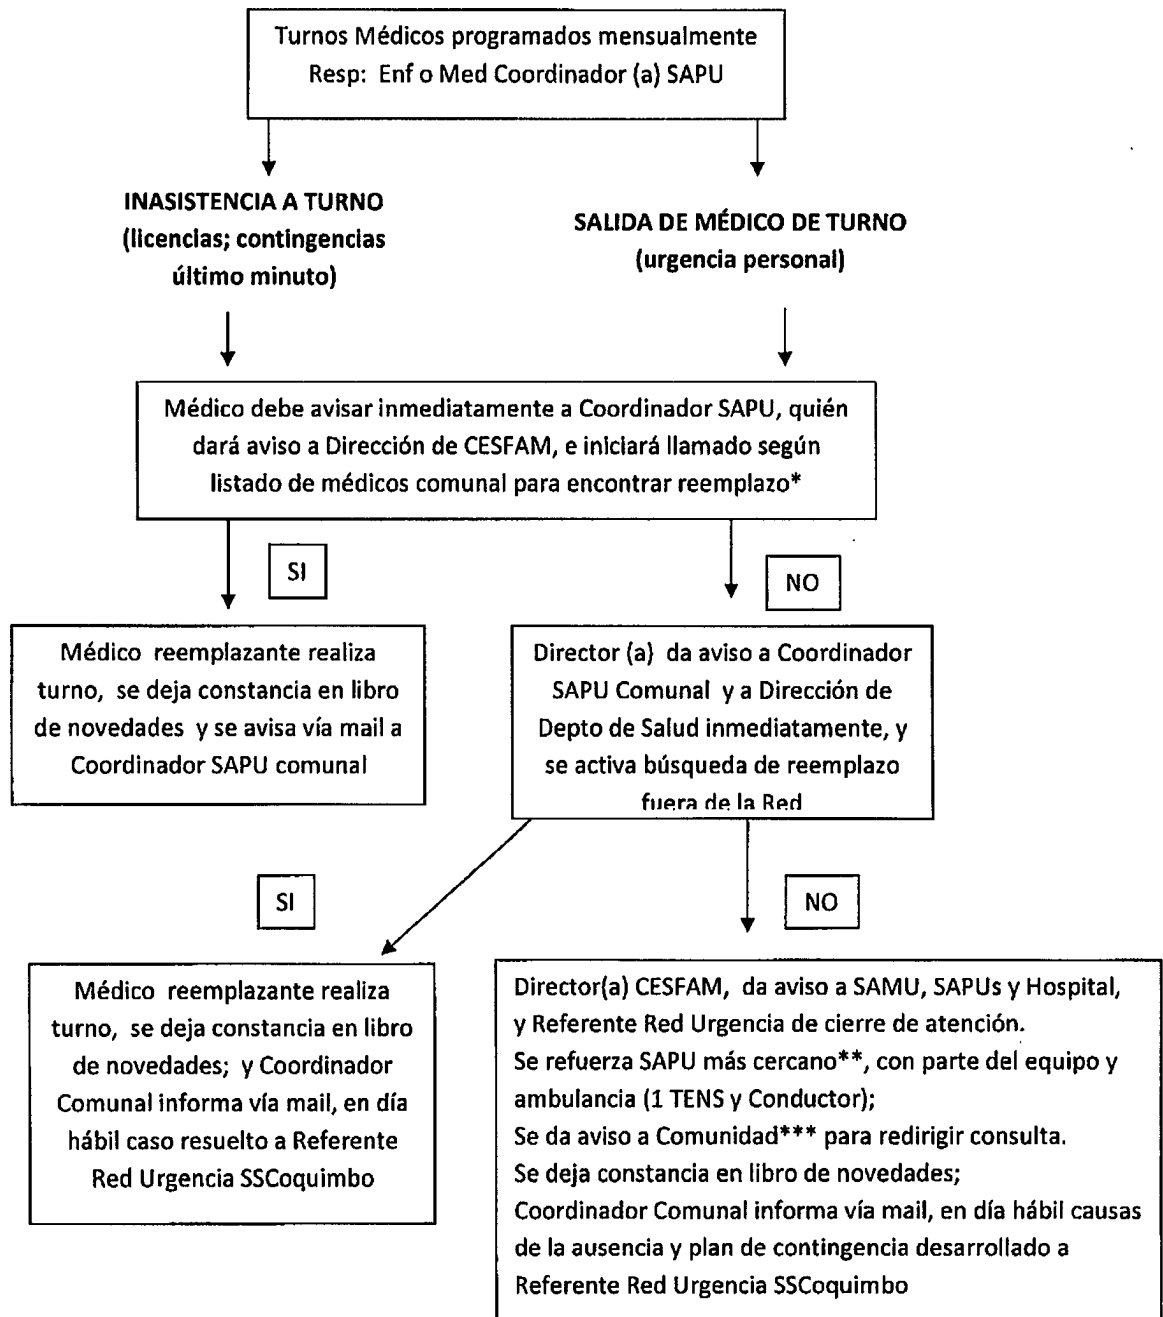 Turnos Médicos programados mensualmente
Resp: Enf o Med Coordinador (a) SAPU
INASISTENCIA A TURNO
(licencias; contingencias
último minuto)
SALIDA DE MÉDICO DE TURNO
(urgencia personal)
Médico debe avisar inmediatamente a Coordinador SAPU, quién
dará aviso a Dirección de CESFAM, e iniciará llamado según
listado de médicos comunal para encontrar reemplazo*
SI
NO
Médico reemplazante realiza
turno, se deja constancia en libro
de novedades y se avisa vía mail a
Coordinador SAPU comunal
Director (a) da aviso a Coordinador
SAPU Comunal y a Dirección de
Depto de Salud inmediatamente, y
se activa búsqueda de reemplazo
fuera de la Red
SI
NO
Médico reemplazante realiza
turno, se deja constancia en libro
de novedades; y Coordinador
Comunal informa vía mail, en día
hábil caso resuelto a Referente
Red Urgencia SSCoquimbo
Director(a) CESFAM, da aviso a SAMU, SAPUs y Hospital,
y Referente Red Urgencia de cierre de atención.
Se refuerza SAPU más cercano**, con parte del equipo y
ambulancia (1 TENS y Conductor);
Se da aviso a Comunidad*** para redirigir consulta.
Se deja constancia en libro de novedades;
Coordinador Comunal informa vía mail, en día hábil causas
de la ausencia y plan de contingencia desarrollado a
Referente Red Urgencia SSCoquimbo